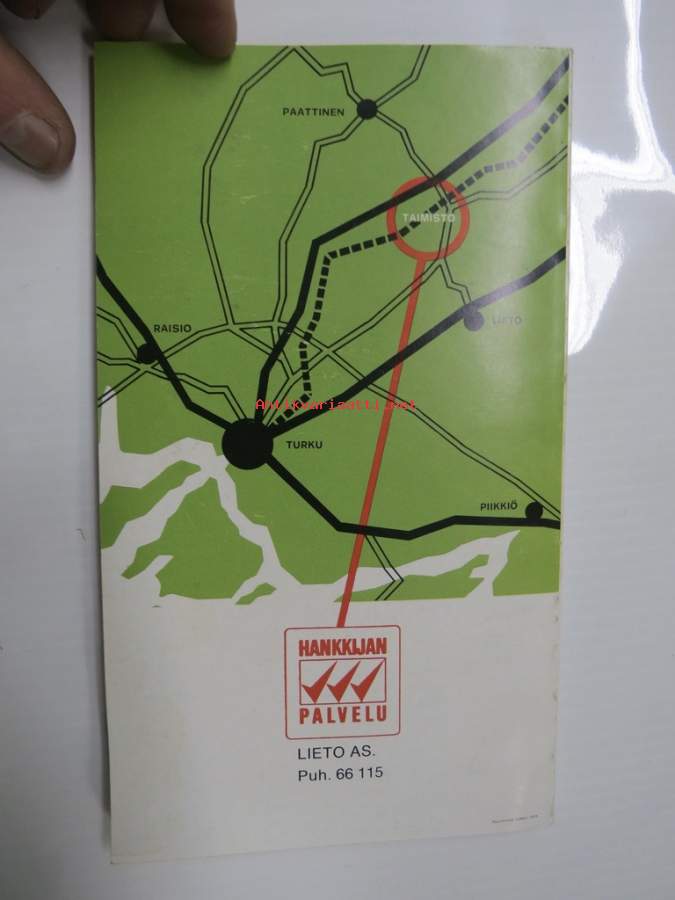 PAATTINEN
TAIMISTO
LIETO
RAISIO
Antikvariaatti.net
TURKU
PIIKKIÖ
HANKKIJAN
PALVELU
LIETO AS.
Puh. 66 115